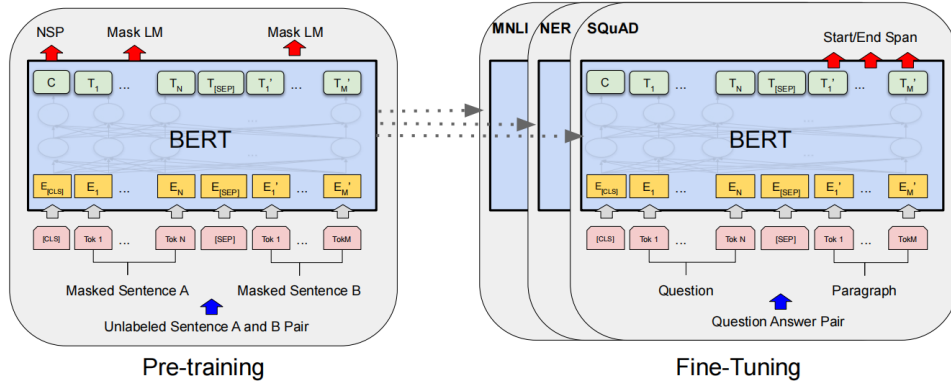 NSP Mask LM Mask LM
C T1 ... TN T[SEP] T1' ... TM'
...
BERT
...
E[CLS] E1 ... EN E[SEP] E1' ... EM'
[CLS] Tok 1 ... Tok N [SEP] Tok 1 ... TokM
Masked Sentence A Masked Sentence B
Unlabeled Sentence A and B Pair
Pre-training
MNLI NER SQuAD
Start/End Span
C T1 ... TN T[SEP] T1' ... TM'
...
BERT
...
E[CLS] E1 ... EN E[SEP] E1' ... EM'
[CLS] Tok 1 ... Tok N [SEP] Tok 1 ... TokM
Question Paragraph
Question Answer Pair
Fine-Tuning